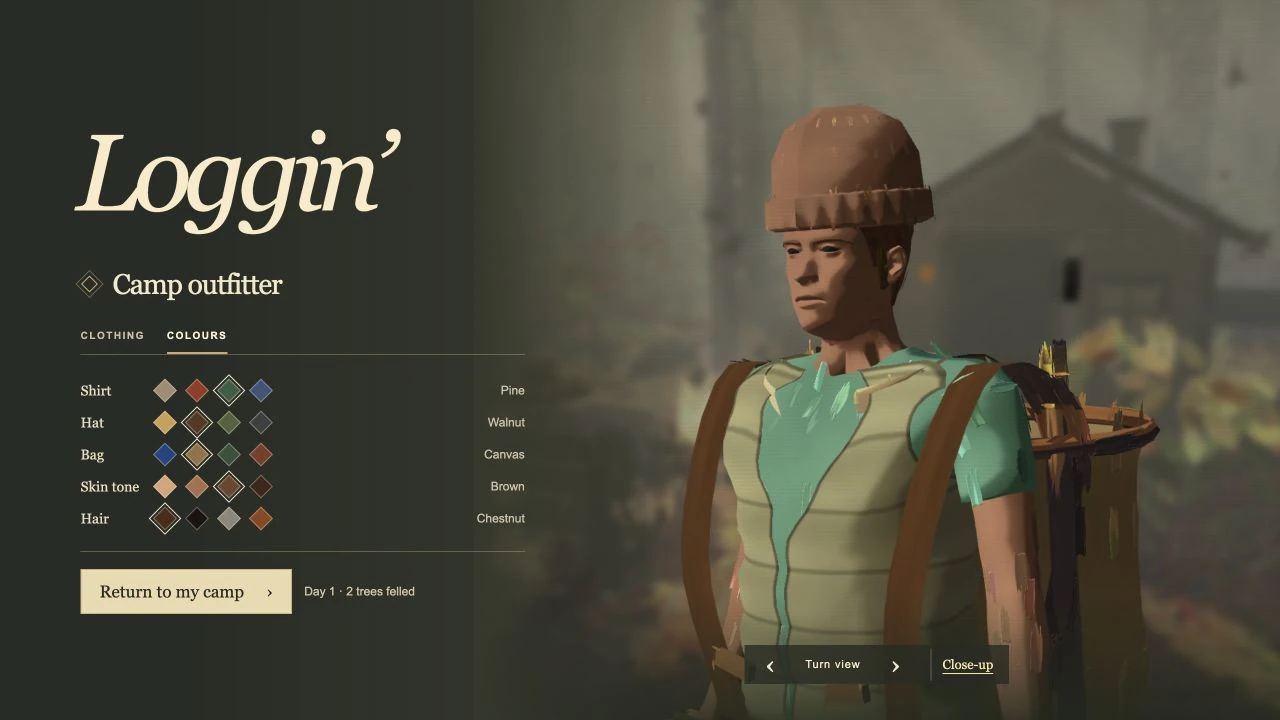 Loggin’
Camp outfitter
CLOTHING COLOURS
Shirt Pine
Hat Walnut
Bag Canvas
Skin tone Brown
Hair Chestnut
Return to my camp ›
Day 1 · 2 trees felled
‹ Turn view › Close-up